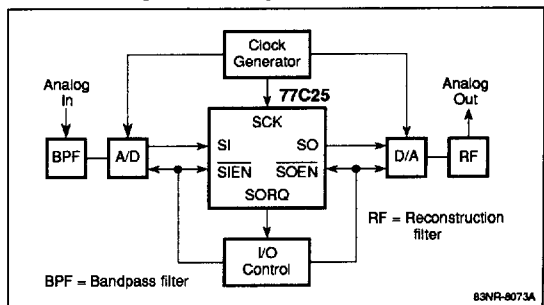 Clock
Generator
Analog
In
77C25
Analog
Out
SCK
BPF
A/D
SI
SO
D/A
RF
SIEN
SOEN
SORQ
RF = Reconstruction
filter
I/O
Control
BPF = Bandpass filter
83NR-8073A